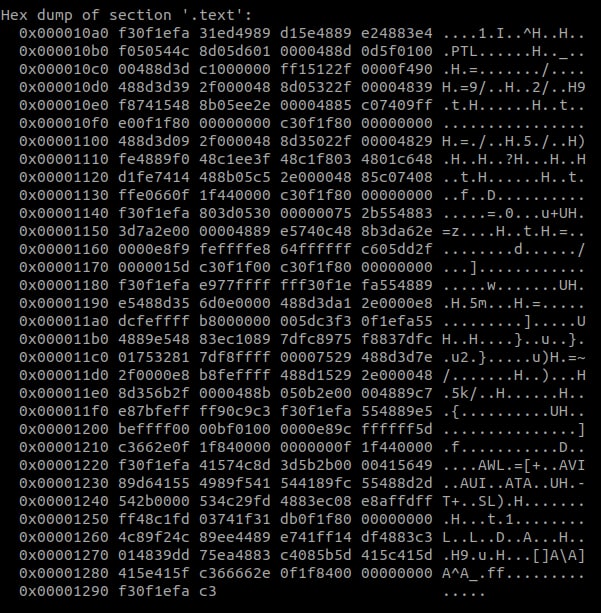 Hex dump of section '.text':
0x000010a0 f30f1efa 31ed4989 d15e4889 e24883e4 ....1.I..^H..H..
0x000010b0 f050544c 8d05d601 0000488d 0d5f0100 .PTL......H.._..
0x000010c0 00488d3d c1000000 ff15122f 0000f490 .H.=......./....
0x000010d0 488d3d39 2f000048 8d05322f 00004839 H.=9/..H..2/..H9
0x000010e0 f8741548 8b05ee2e 00004885 c07409ff .t.H......H..t..
0x000010f0 e00f1f80 00000000 c30f1f80 00000000 ................
0x00001100 488d3d09 2f000048 8d35022f 00004829 H.=./..H.5./..H)
0x00001110 fe4889f0 48c1ee3f 48c1f803 4801c648 .H..H..?H...H..H
0x00001120 d1fe7414 488b05c5 2e000048 85c07408 ..t.H......H..t.
0x00001130 ffe0660f 1f440000 c30f1f80 00000000 ..f..D..........
0x00001140 f30f1efa 803d0530 00000075 2b554883 .....=.0...u+UH.
0x00001150 3d7a2e00 00004889 e5740c48 8b3da62e =z....H..t.H.=..
0x00001160 0000e8f9 feffffe8 64ffffff c605dd2f ........d....../
0x00001170 0000015d c30f1f00 c30f1f80 00000000 ...]............
0x00001180 f30f1efa e977ffff fff30f1e fa554889 .....w.......UH.
0x00001190 e5488d35 6d0e0000 488d3da1 2e0000e8 .H.5m...H.=.....
0x000011a0 dcfeffff b8000000 005dc3f3 0f1efa55 .........].....U
0x000011b0 4889e548 83ec1089 7dfc8975 f8837dfc H..H....}..u..}.
0x000011c0 01753281 7df8ffff 00007529 488d3d7e .u2.}.....u)H.=~
0x000011d0 2f0000e8 b8feffff 488d1529 2e000048 /.......H..)...H
0x000011e0 8d356b2f 0000488b 050b2e00 004889c7 .5k/..H......H..
0x000011f0 e87bfeff ff90c9c3 f30f1efa 554889e5 .{..........UH..
0x00001200 beffff00 00bf0100 0000e89c ffffff5d ...............]
0x00001210 c3662e0f 1f840000 0000000f 1f440000 .f...........D..
0x00001220 f30f1efa 41574c8d 3d5b2b00 00415649 ....AWL.=[+..AVI
0x00001230 89d64155 4989f541 544189fc 55488d2d ..AUI..ATA..UH.-
0x00001240 542b0000 534c29fd 4883ec08 e8affdff T+..SL).H.......
0x00001250 ff48c1fd 03741f31 db0f1f80 00000000 .H...t.1........
0x00001260 4c89f24c 89ee4489 e741ff14 df4883c3 L..L..D..A...H..
0x00001270 014839dd 75ea4883 c4085b5d 415c415d .H9.u.H...[]A\A]
0x00001280 415e415f c366662e 0f1f8400 00000000 A^A_.ff.........
0x00001290 f30f1efa c3 .....